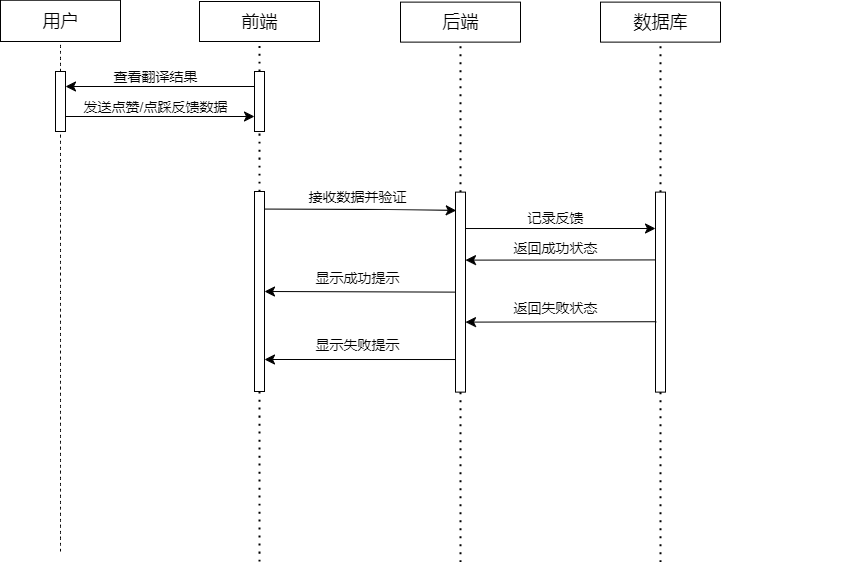 用户
前端
后端
数据库
查看翻译结果
发送点赞/点踩反馈数据
接收数据并验证
记录反馈
返回成功状态
显示成功提示
返回失败状态
显示失败提示